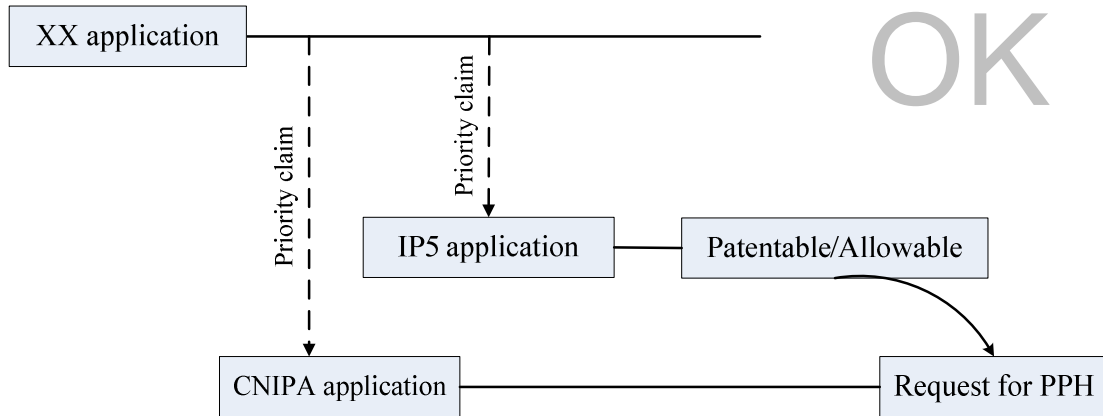 XX application
OK
Priority claim
Priority claim
IP5 application
Patentable/Allowable
CNIPA application
Request for PPH